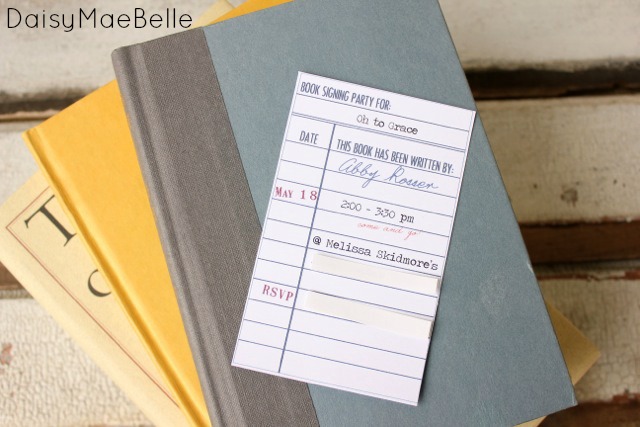 DaisyMaeBelle
BOOK SIGNING PARTY FOR:
Oh to Grace
DATE
THIS BOOK HAS BEEN WRITTEN BY:
Abby Rosser
MAY 18
2:00 - 3:30 pm
come and go
@ Melissa Skidmore's
RSVP